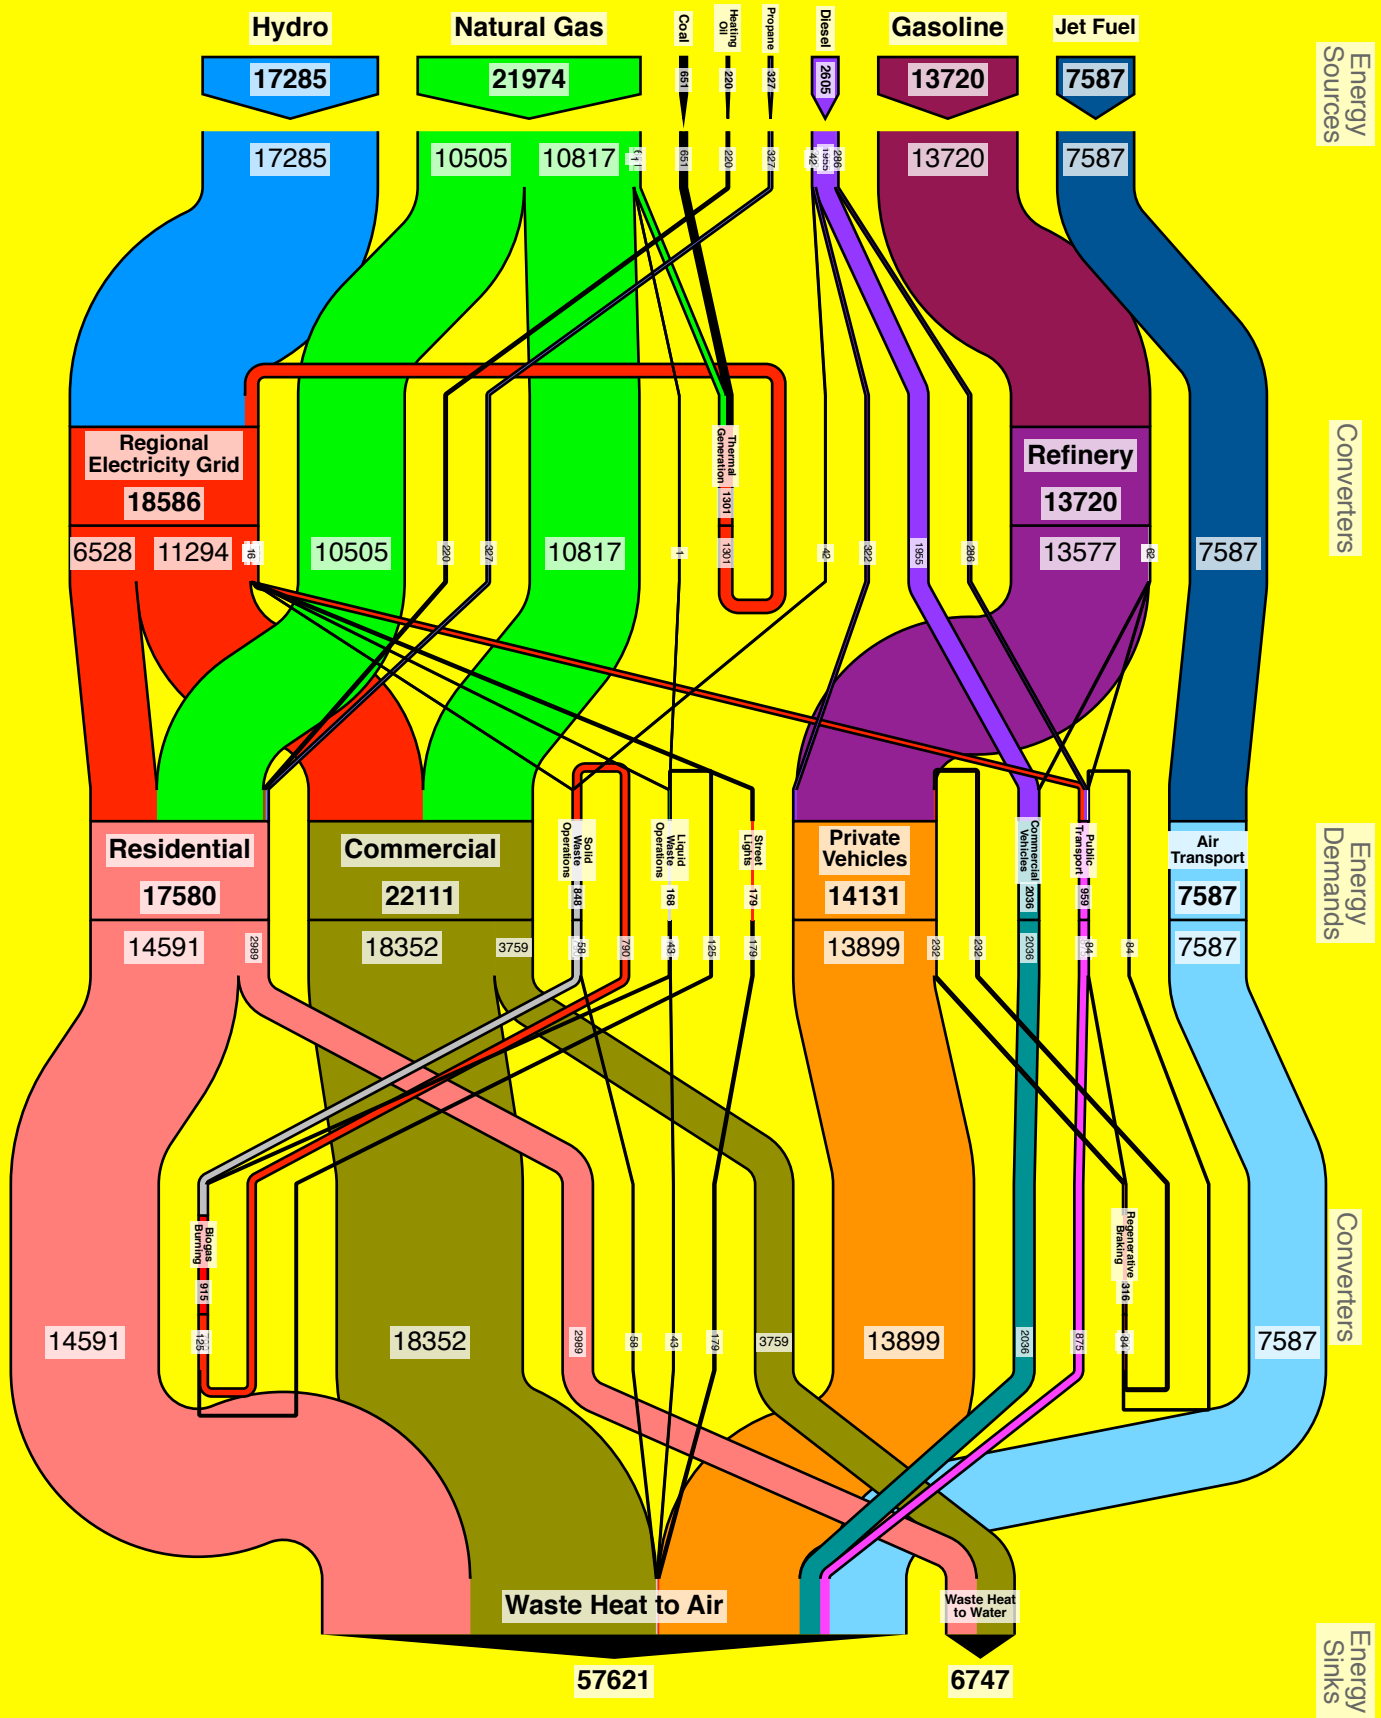 Hydro
Natural Gas
Coal
Heating
Oil
Propane
Diesel
Gasoline
Jet Fuel
Energy
Sources
17285
21974
651
220
327
2605
13720
7587
17285
10505
10817
1
651
220
327
42
1955
286
13720
7587
Converters
Regional
Electricity Grid
18586
Thermal
Generation
1301
Refinery
13720
6528
11294
16
10505
220
327
10817
1
1301
42
322
1955
286
13577
62
7587
Energy
Demands
Residential
17580
Commercial
22111
Solid
Waste
Operations
848
Liquid
Waste
Operations
168
Street
Lights
179
Private
Vehicles
14131
Commercial
Vehicles
2036
Public
Transport
959
Air
Transport
7587
14591
2989
18352
3759
58
790
43
125
179
13899
232
232
2036
84
84
7587
Converters
Biogas
Burning
915
Regenerative
Braking
316
14591
125
18352
2989
58
43
179
3759
13899
2036
875
84
7587
Energy
Sinks
Waste Heat to Air
57621
Waste Heat
to Water
6747